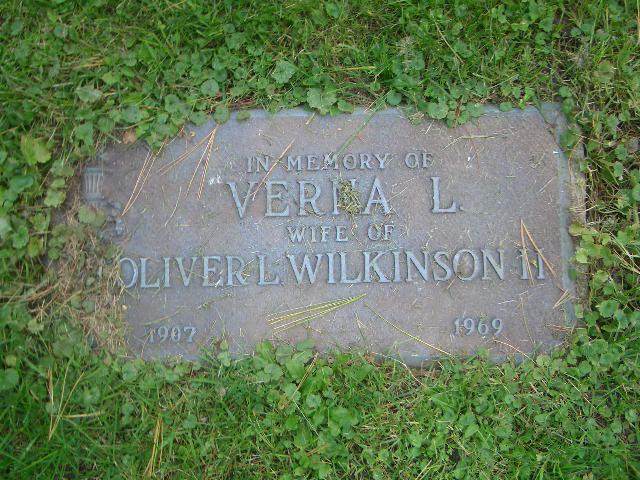 IN MEMORY OF
VERNA L.
WIFE OF
OLIVER L. WILKINSON II
1907 1969